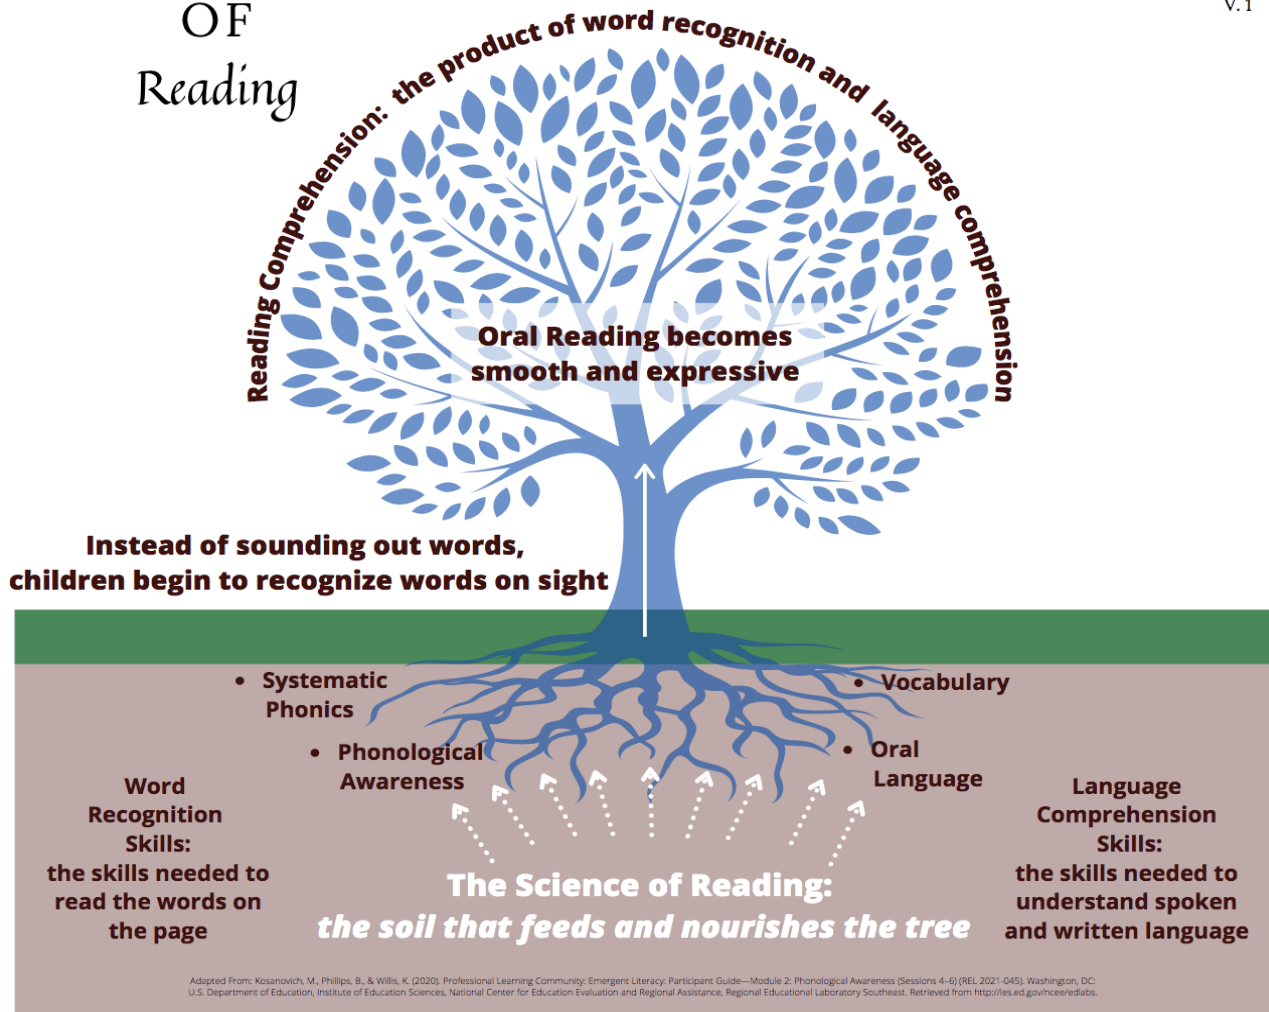 OF
Reading
V. 1
Reading Comprehension: the product of word recognition and language comprehension
Oral Reading becomes
smooth and expressive
Instead of sounding out words,
children begin to recognize words on sight
• Systematic
Phonics
• Phonological
Awareness
Word
Recognition
Skills:
the skills needed to
read the words on
the page
• Vocabulary
• Oral
Language
Language
Comprehension
Skills:
the skills needed to
understand spoken
and written language
The Science of Reading:
the soil that feeds and nourishes the tree
Adapted From: Kosanovich, M., Phillips, B., & Willis, K. (2020). Professional Learning Community: Emergent Literacy: Participant Guide—Module 2: Phonological Awareness (Sessions 4–6) (REL 2021-045). Washington, DC:
U.S. Department of Education, Institute of Education Sciences, National Center for Education Evaluation and Regional Assistance, Regional Educational Laboratory Southeast. Retrieved from http://ies.ed.gov/ncee/edlabs.